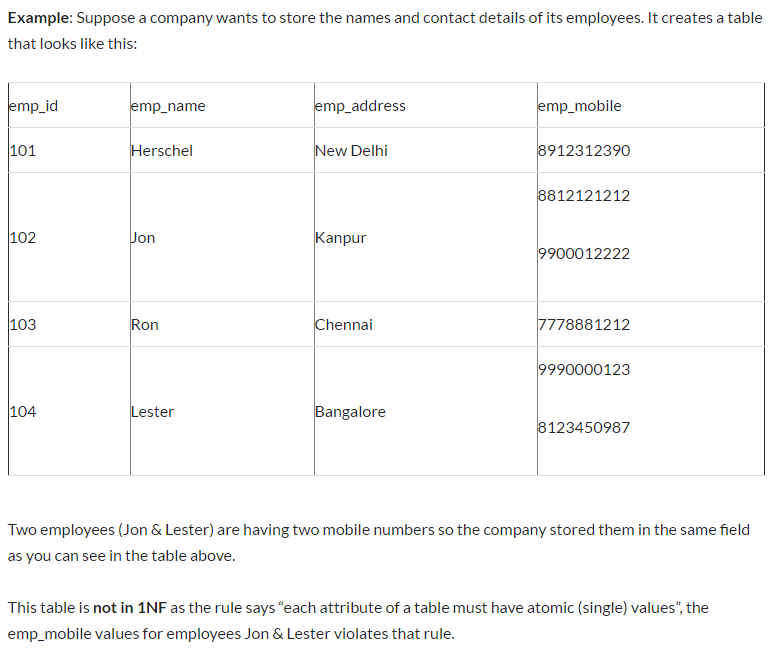 Example: Suppose a company wants to store the names and contact details of its employees. It creates a table
that looks like this:
emp_id emp_name emp_address emp_mobile
101 Herschel New Delhi 8912312390
8812121212
102 Jon Kanpur
9900012222
103 Ron Chennai 7778881212
9990000123
104 Lester Bangalore
8123450987
Two employees (Jon & Lester) are having two mobile numbers so the company stored them in the same field
as you can see in the table above.
This table is not in 1NF as the rule says “each attribute of a table must have atomic (single) values”, the
emp_mobile values for employees Jon & Lester violates that rule.